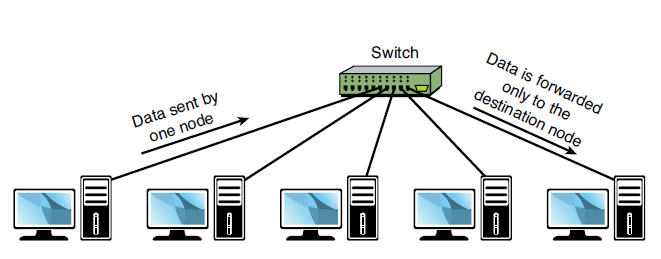 Switch
Data sent by
one node
Data is forwarded
only to the
destination node